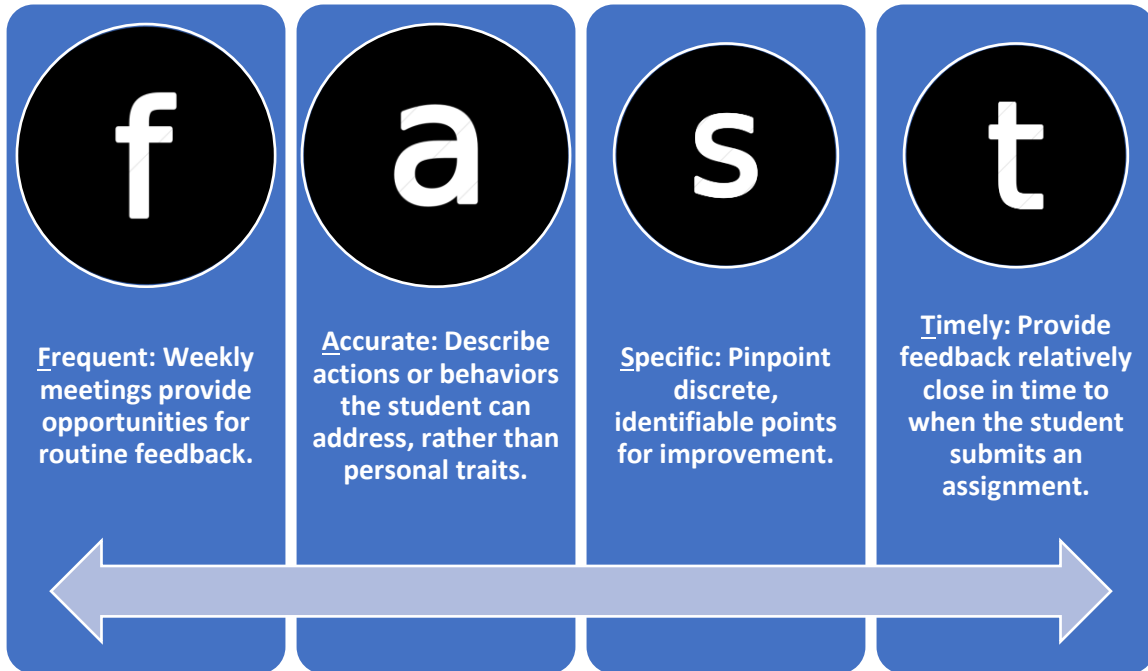 f
a
s
t
Frequent: Weekly
meetings provide
opportunities for
routine feedback.
Accurate: Describe
actions or behaviors
the student can
address, rather than
personal traits.
Specific: Pinpoint
discrete,
identifiable points
for improvement.
Timely: Provide
feedback relatively
close in time to
when the student
submits an
assignment.